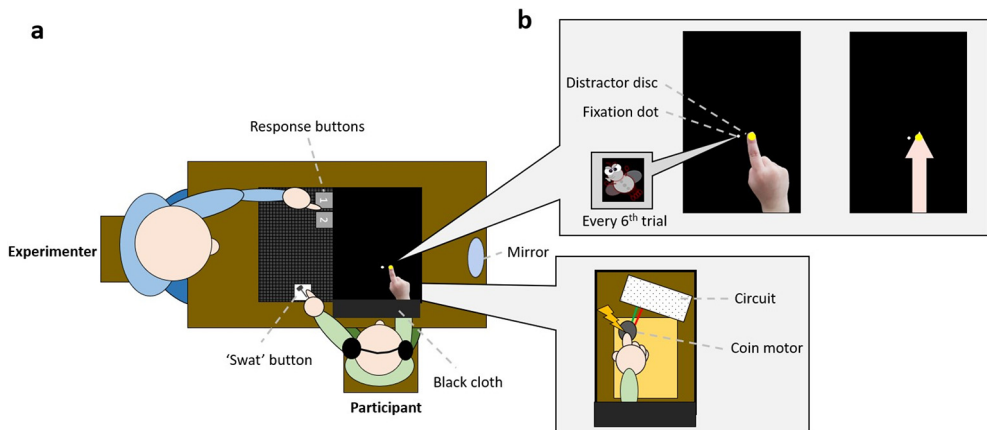 a
b
Distractor disc
Fixation dot
Response buttons
1
2
Every 6th trial
Experimenter
Mirror
Circuit
Coin motor
‘Swat’ button
Black cloth
Participant